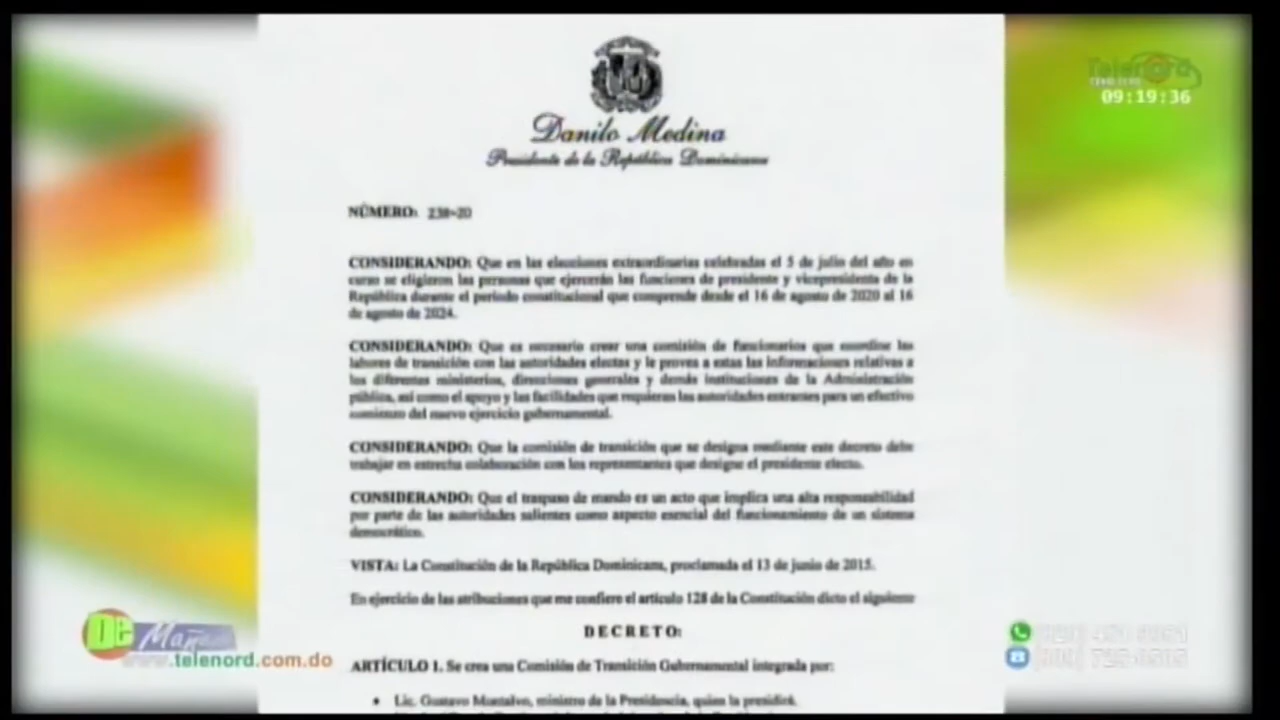 Telenord
09:19:36
Danilo Medina
Presidente de la República Dominicana
NÚMERO: 238-20
CONSIDERANDO: Que en las elecciones extraordinarias celebradas el 5 de julio del año en
curso se eligieron las personas que ejercerán las funciones de presidente y vicepresidente de la
República durante el período constitucional que comprende desde el 16 de agosto de 2020 al 16
de agosto de 2024.
CONSIDERANDO: Que es necesario crear una comisión de funcionarios que coordine las
labores de transición con las autoridades electas y le provea a estas las informaciones relativas a
los diferentes ministerios, direcciones generales y demás instituciones de la Administración
pública, así como el apoyo y las facilidades que requieran las autoridades entrantes para un efectivo
comienzo del nuevo ejercicio gubernamental.
CONSIDERANDO: Que la comisión de transición que se designa mediante este decreto debe
trabajar en estrecha colaboración con los representantes que designe el presidente electo.
CONSIDERANDO: Que el traspaso de mando es un acto que implica una alta responsabilidad
por parte de las autoridades salientes como aspecto esencial del funcionamiento de un sistema
democrático.
VISTA: La Constitución de la República Dominicana, proclamada el 13 de junio de 2015.
En ejercicio de las atribuciones que me confiere el artículo 128 de la Constitución dicto el siguiente
DECRETO:
ARTÍCULO 1. Se crea una Comisión de Transición Gubernamental integrada por:
• Lic. Gustavo Montalvo, ministro de la Presidencia, quien la presidirá.
De Mañana
www.telenord.com.do